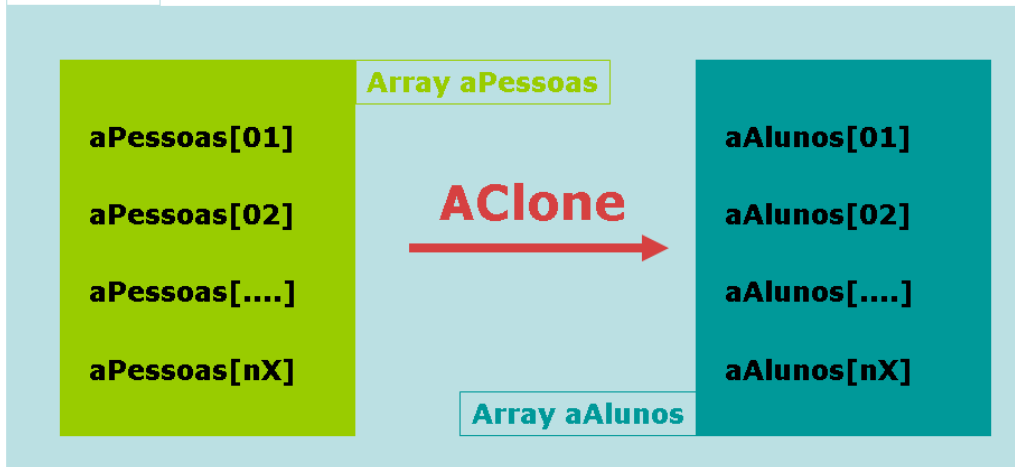 Array aPessoas
aPessoas[01]
aPessoas[02]
aPessoas[....]
aPessoas[nX]
AClone
aAlunos[01]
aAlunos[02]
aAlunos[....]
aAlunos[nX]
Array aAlunos